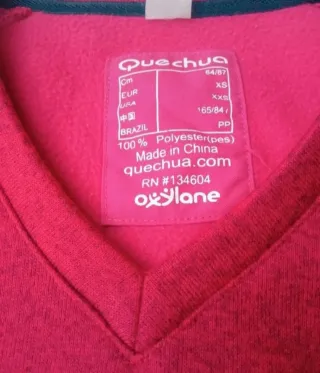 Quechua
Cm 84/87
EUR XS
USA XXS
中国 165/84
BRAZIL PP
100% Polyester(pes)
Made in China
quechua.com
RN #134604
oxylane